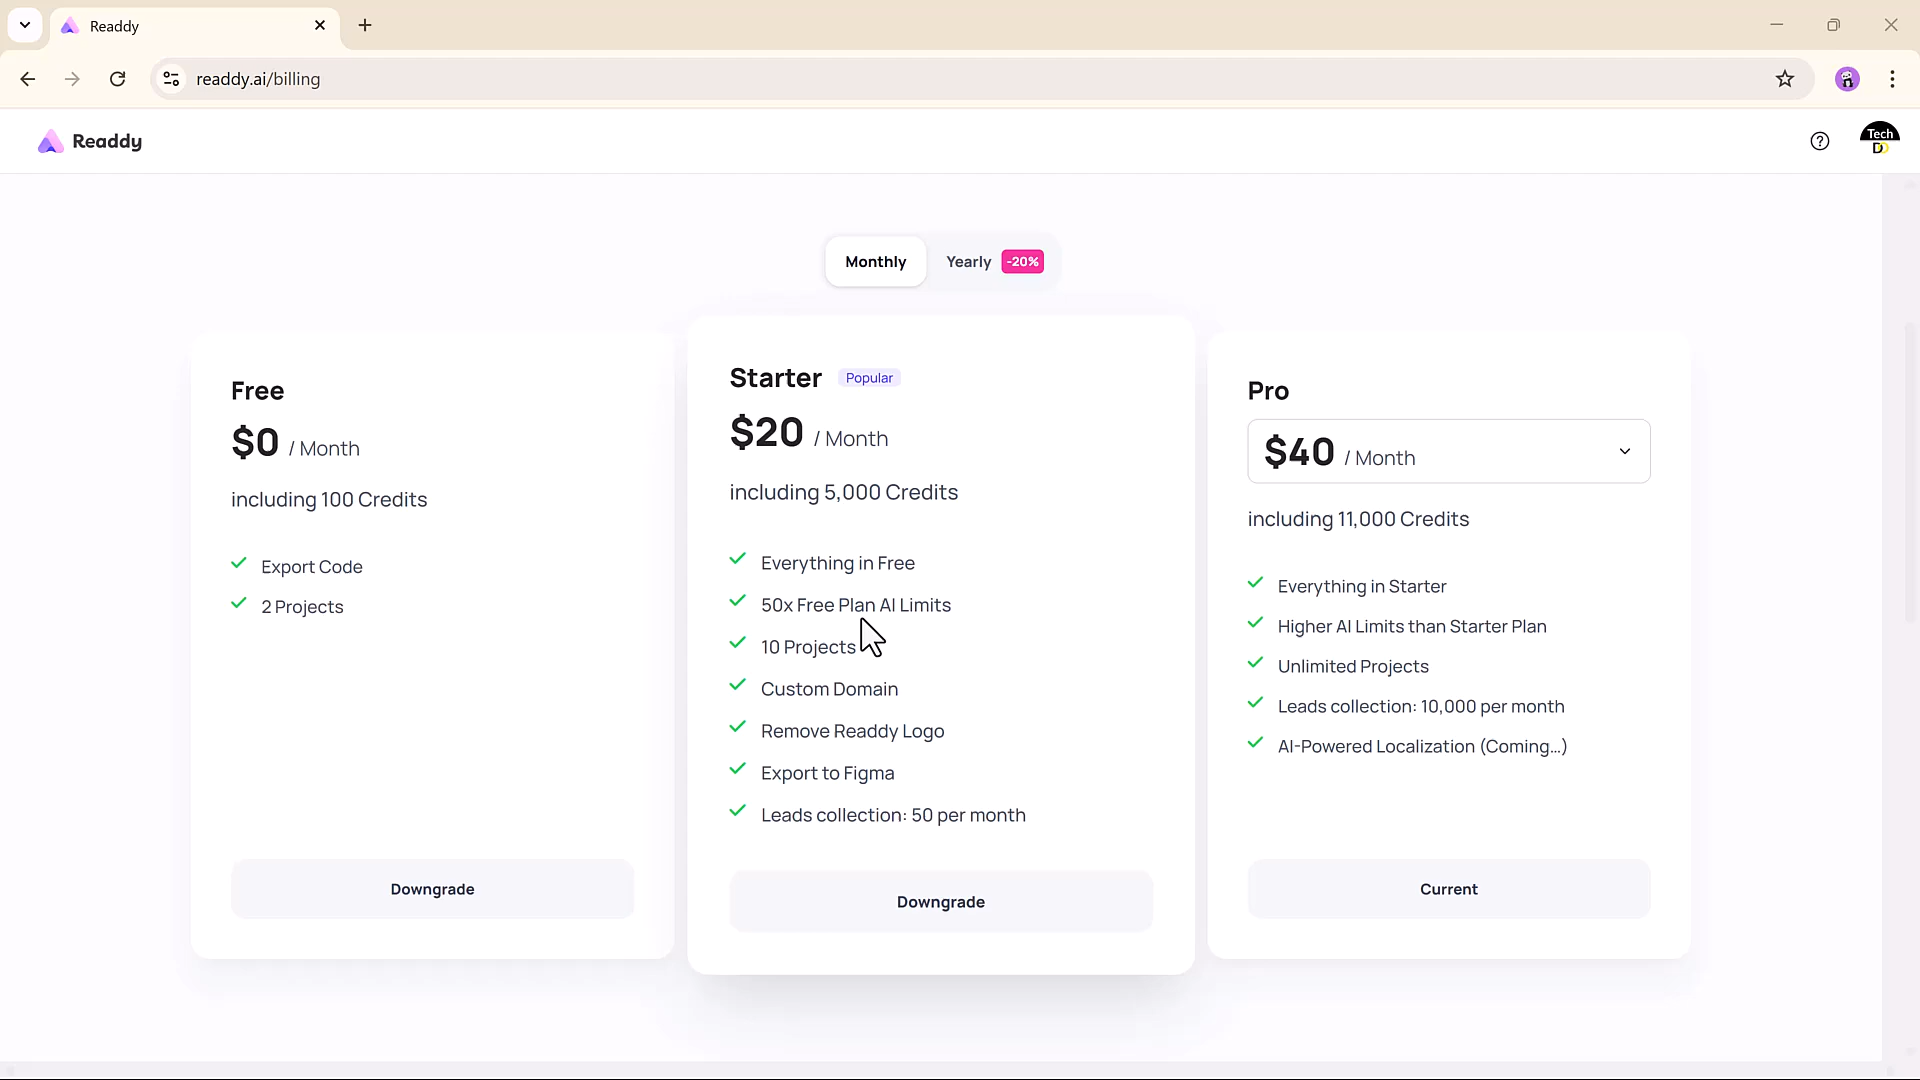 Readdy
readdy.ai/billing
Readdy
Tech
DO
Monthly
Yearly -20%
Free
$0 / Month
including 100 Credits
Export Code
2 Projects
Downgrade
Starter Popular
$20 / Month
including 5,000 Credits
Everything in Free
50x Free Plan AI Limits
10 Projects
Custom Domain
Remove Readdy Logo
Export to Figma
Leads collection: 50 per month
Downgrade
Pro
$40 / Month
including 11,000 Credits
Everything in Starter
Higher AI Limits than Starter Plan
Unlimited Projects
Leads collection: 10,000 per month
AI-Powered Localization (Coming...)
Current